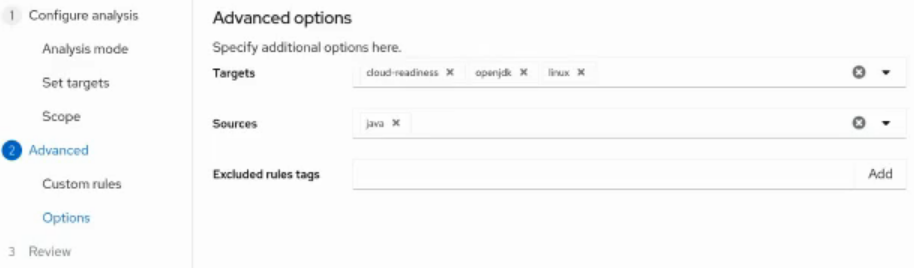 1 Configure analysis
Analysis mode
Set targets
Scope
2 Advanced
Custom rules
Options
3 Review
Advanced options
Specify additional options here.
Targets cloud-readiness × openjdk × linux ×
Sources java ×
Excluded rules tags Add